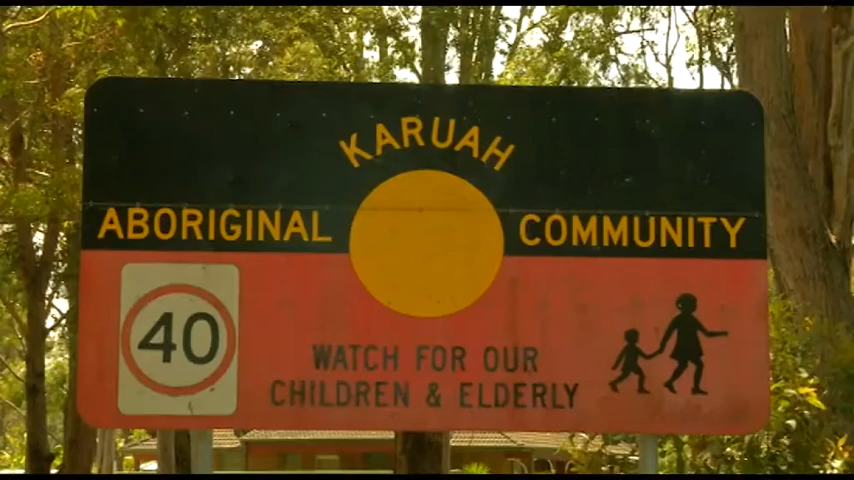 KARUAH
ABORIGINAL COMMUNITY
40
WATCH FOR OUR
CHILDREN & ELDERLY